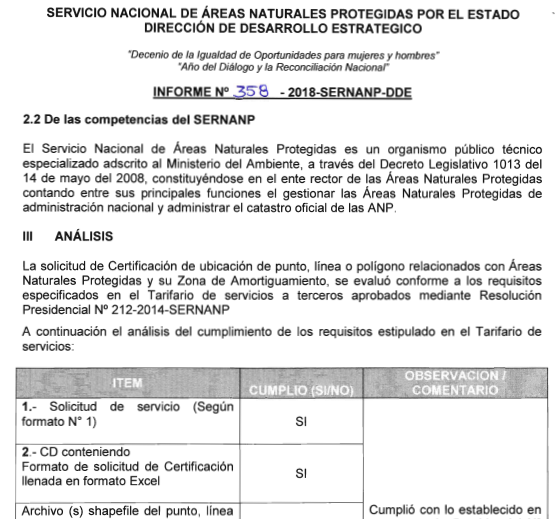 SERVICIO NACIONAL DE ÁREAS NATURALES PROTEGIDAS POR EL ESTADO
DIRECCIÓN DE DESARROLLO ESTRATEGICO
"Decenio de la Igualdad de Oportunidades para mujeres y hombres"
"Año del Diálogo y la Reconciliación Nacional"
INFORME Nº 358 - 2018-SERNANP-DDE
2.2 De las competencias del SERNANP
El Servicio Nacional de Áreas Naturales Protegidas es un organismo público técnico
especializado adscrito al Ministerio del Ambiente, a través del Decreto Legislativo 1013 del
14 de mayo del 2008, constituyéndose en el ente rector de las Áreas Naturales Protegidas
contando entre sus principales funciones el gestionar las Áreas Naturales Protegidas de
administración nacional y administrar el catastro oficial de las ANP.
III ANÁLISIS
La solicitud de Certificación de ubicación de punto, línea o polígono relacionados con Áreas
Naturales Protegidas y su Zona de Amortiguamiento, se evaluó conforme a los requisitos
especificados en el Tarifario de servicios a terceros aprobados mediante Resolución
Presidencial Nº 212-2014-SERNANP
A continuación el análisis del cumplimiento de los requisitos estipulado en el Tarifario de
servicios:
ITEM CUMPLIO (SI/NO) OBSERVACION /
COMENTARIO
1.- Solicitud de servicio (Según
formato N° 1) SI
2.- CD conteniendo
Formato de solicitud de Certificación
llenada en formato Excel SI
Archivo (s) shapefile del punto, línea Cumplió con lo establecido en